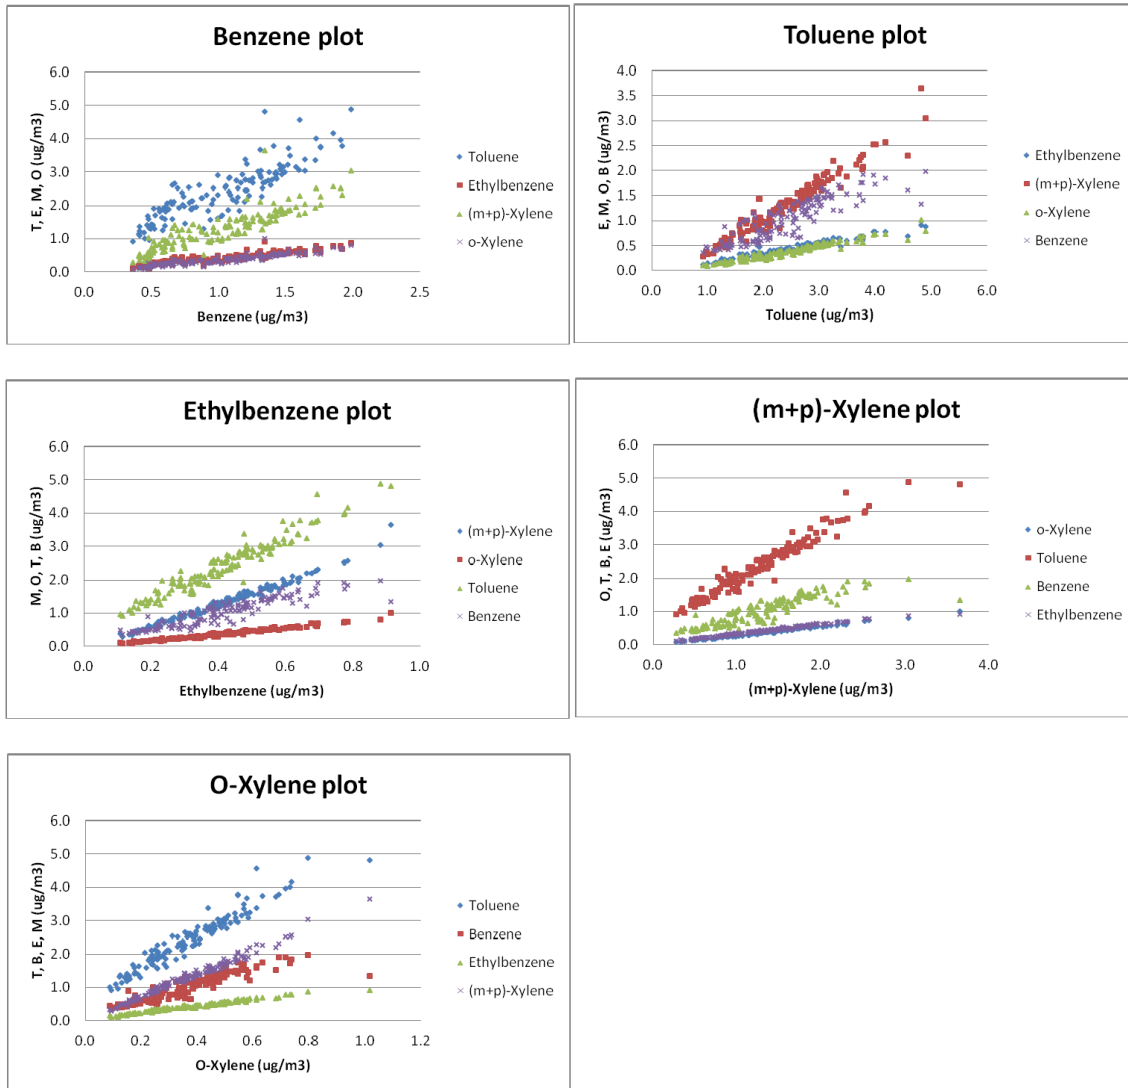 Benzene plot
T, E, M, O (ug/m3)
6.0
5.0
4.0
3.0
2.0
1.0
0.0
0.0 0.5 1.0 1.5 2.0 2.5
Benzene (ug/m3)
Toluene
Ethylbenzene
(m+p)-Xylene
o-Xylene
Toluene plot
E, M, O, B (ug/m3)
4.0
3.5
3.0
2.5
2.0
1.5
1.0
0.5
0.0
0.0 1.0 2.0 3.0 4.0 5.0 6.0
Toluene (ug/m3)
Ethylbenzene
(m+p)-Xylene
o-Xylene
Benzene
Ethylbenzene plot
M, O, T, B (ug/m3)
6.0
5.0
4.0
3.0
2.0
1.0
0.0
0.0 0.2 0.4 0.6 0.8 1.0
Ethylbenzene (ug/m3)
(m+p)-Xylene
o-Xylene
Toluene
Benzene
(m+p)-Xylene plot
O, T, B, E (ug/m3)
6.0
5.0
4.0
3.0
2.0
1.0
0.0
0.0 1.0 2.0 3.0 4.0
(m+p)-Xylene (ug/m3)
o-Xylene
Toluene
Benzene
Ethylbenzene
O-Xylene plot
T, B, E, M (ug/m3)
6.0
5.0
4.0
3.0
2.0
1.0
0.0
0.0 0.2 0.4 0.6 0.8 1.0 1.2
O-Xylene (ug/m3)
Toluene
Benzene
Ethylbenzene
(m+p)-Xylene